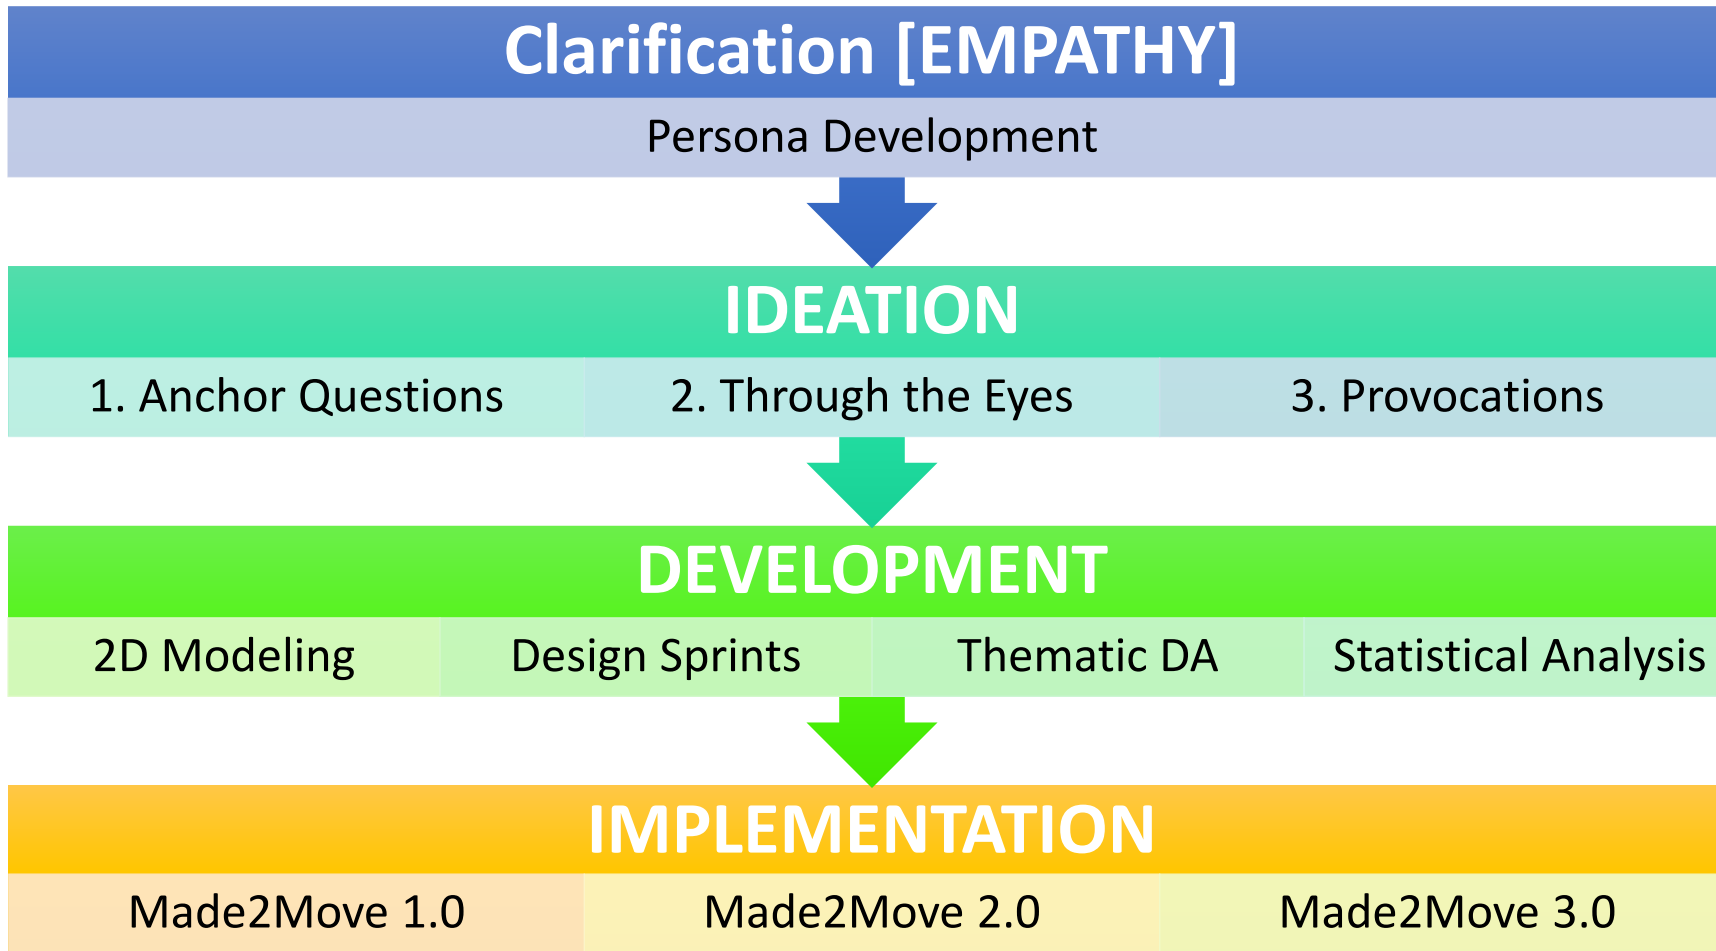 Clarification [EMPATHY]
Persona Development
IDEATION
1. Anchor Questions
2. Through the Eyes
3. Provocations
DEVELOPMENT
2D Modeling
Design Sprints
Thematic DA
Statistical Analysis
IMPLEMENTATION
Made2Move 1.0
Made2Move 2.0
Made2Move 3.0